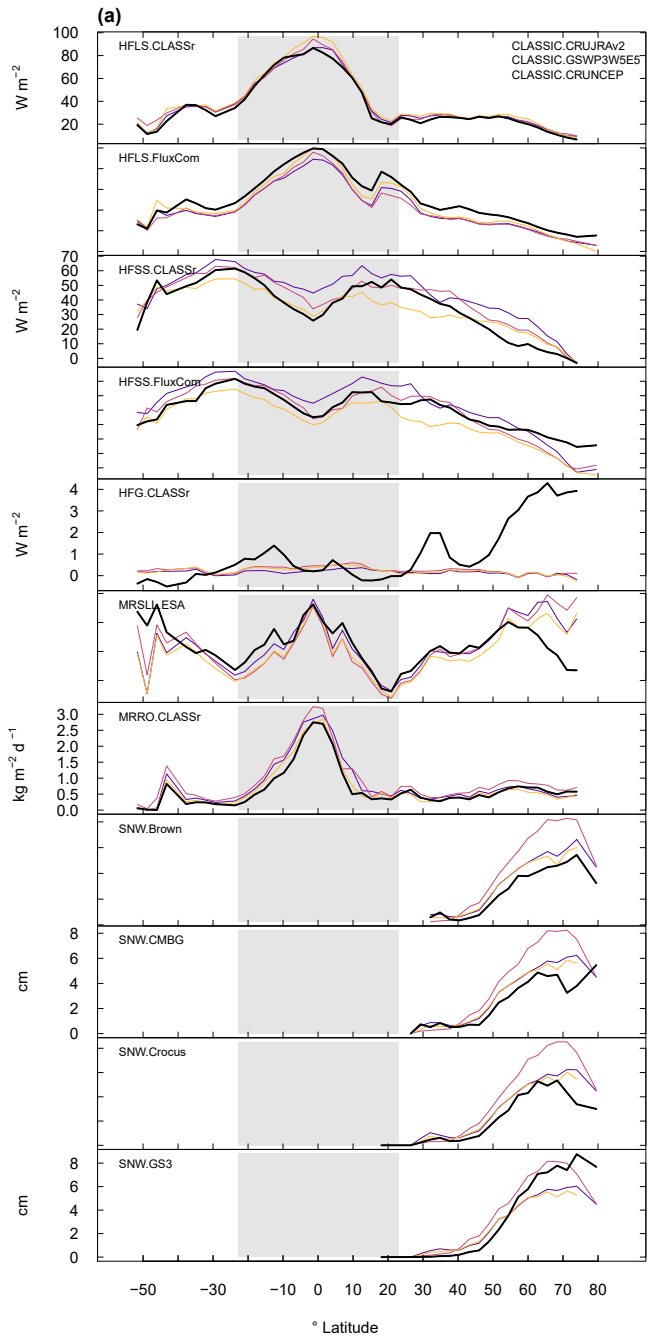 (a)
100
80
60
40
20
W m−2
HFLS.CLASSr
CLASSIC.CRUJRAv2
CLASSIC.GSWP3W5E5
CLASSIC.CRUNCEP
HFLS.FluxCom
70
60
50
40
30
20
10
0
W m−2
HFSS.CLASSr
HFSS.FluxCom
4
3
2
1
0
W m−2
HFG.CLASSr
MRSLL.ESA
3.0
2.5
2.0
1.5
1.0
0.5
0.0
kg m−2 d−1
MRRO.CLASSr
SNW.Brown
8
6
4
2
0
cm
SNW.CMBG
SNW.Crocus
8
6
4
2
0
cm
SNW.GS3
−50 −40 −30 −20 −10 0 10 20 30 40 50 60 70 80
° Latitude